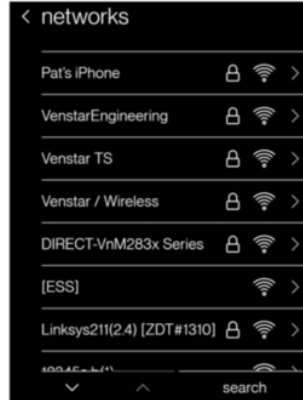 networks
Pat's iPhone
VenstarEngineering
Venstar TS
Venstar / Wireless
DIRECT-VnM283x Series
[ESS]
Linksys211(2.4) [ZDT#1310]
search